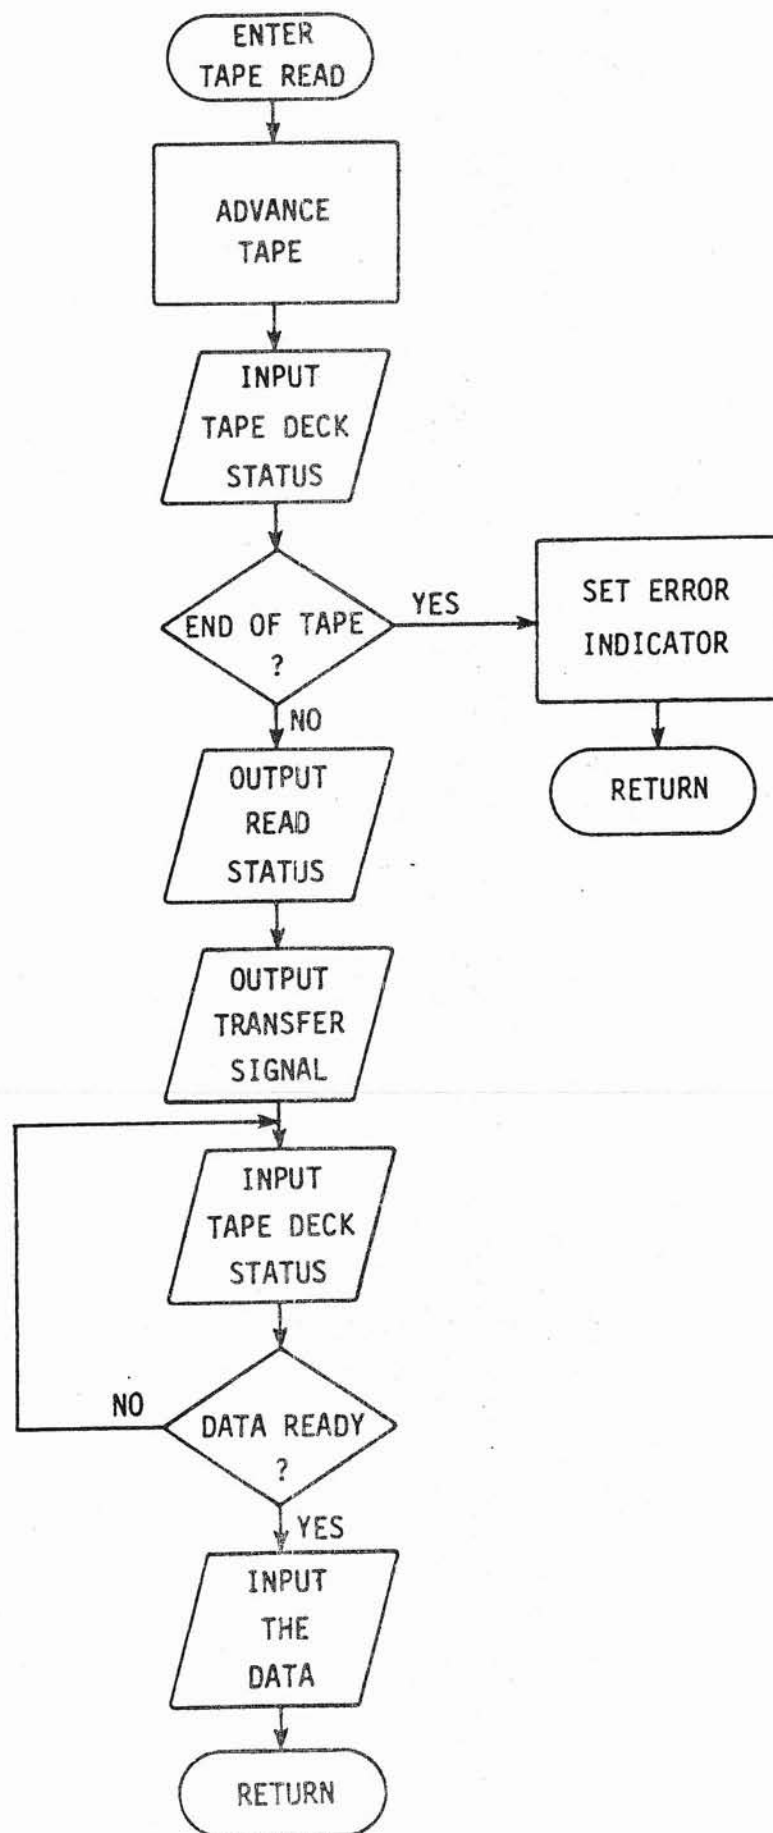 ENTER
TAPE READ
ADVANCE
TAPE
INPUT
TAPE DECK
STATUS
END OF TAPE
?
YES
SET ERROR
INDICATOR
RETURN
NO
OUTPUT
READ
STATUS
OUTPUT
TRANSFER
SIGNAL
INPUT
TAPE DECK
STATUS
NO
DATA READY
?
YES
INPUT
THE
DATA
RETURN